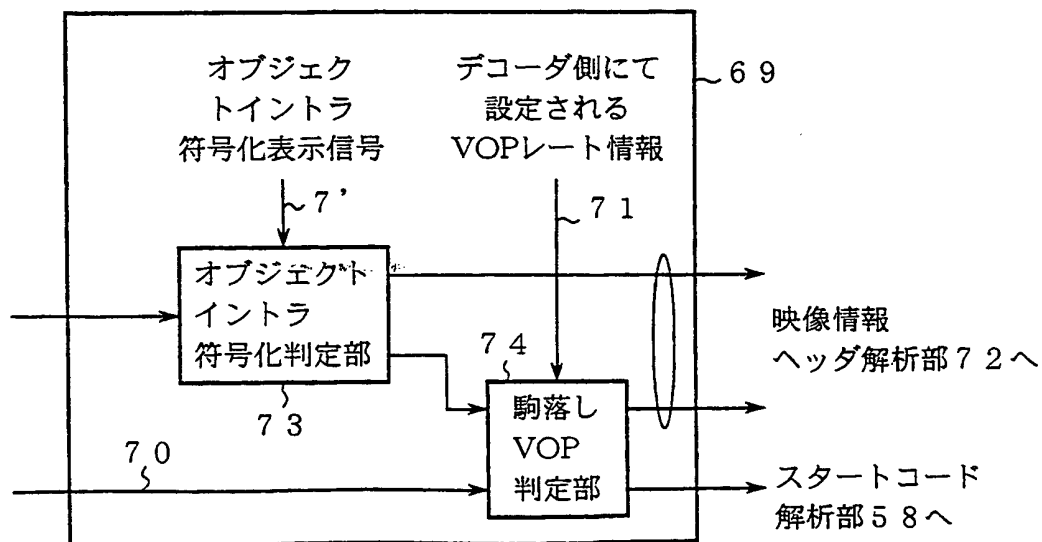 オブジェク
トイントラ
符号化表示信号
デコーダ側にて
設定される
VOPレート情報
69
7'
71
オブジェクト
イントラ
符号化判定部
73
74
駒落し
VOP
判定部
70
映像情報
ヘッダ解析部72へ
スタートコード
解析部58へ